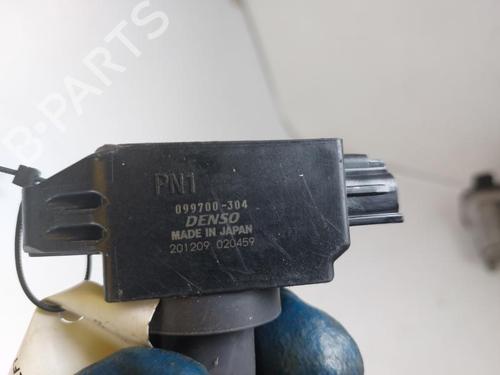 B-PARTS
PN1
099700-304
DENSO
MADE IN JAPAN
201209 020459